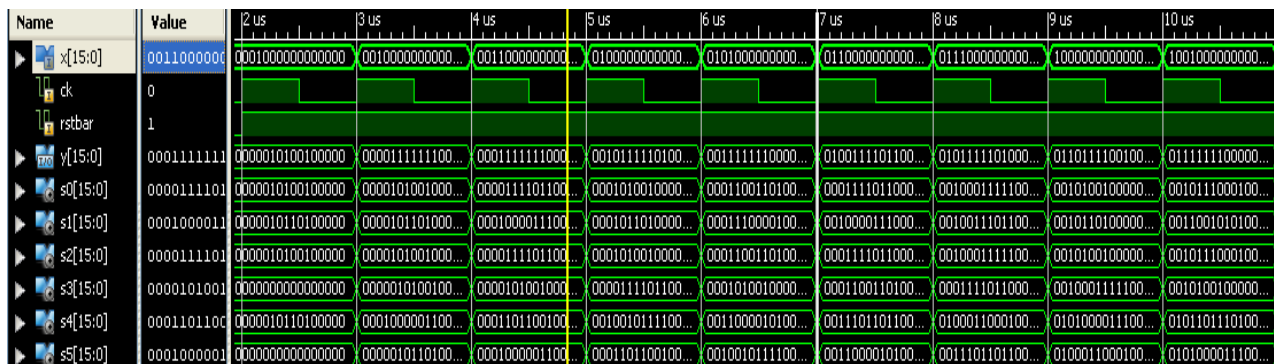 Name Value 2 us 3 us 4 us 5 us 6 us 7 us 8 us 9 us 10 us
x[15:0] 0011000000 0001000000000000 0010000000000... 0011000000000... 0100000000000... 0101000000000... 0110000000000... 0111000000000... 1000000000000... 1001000000000...
ck 0
rstbar 1
y[15:0] 0001111111 0000010100100000 0000111111100... 0001111111000... 0010111110100... 0011111110000... 0100111101100... 0101111101000... 0110111100100... 0111111100000...
s0[15:0] 0000111101 0000010100100000 0000101001000... 0000111101100... 0001010010000... 0001100110100... 0001111011000... 0010001111100... 0010100100000... 0010111000100...
s1[15:0] 0001000011 0000010110100000 0000101101000... 0001000011100... 0001011010000... 0001110000100... 0010000111000... 0010011101100... 0010110100000... 0011001010100...
s2[15:0] 0000111101 0000010100100000 0000101001000... 0000111101100... 0001010010000... 0001100110100... 0001111011000... 0010001111100... 0010100100000... 0010111000100...
s3[15:0] 0000101001 0000000000000000 0000010100100... 0000101001000... 0000111101100... 0001010010000... 0001100110100... 0001111011000... 0010001111100... 0010100100000...
s4[15:0] 0001101100 0000010110100000 0001000001100... 0001101100100... 0010010111100... 0011000010100... 0011101101100... 0100011000100... 0101000011100... 0101101110100...
s5[15:0] 0001000001 0000000000000000 0000010110100... 0001000001100... 0001101100100... 0010010111100... 0011000010100... 0011101101100... 0100011000100... 0101000011100...